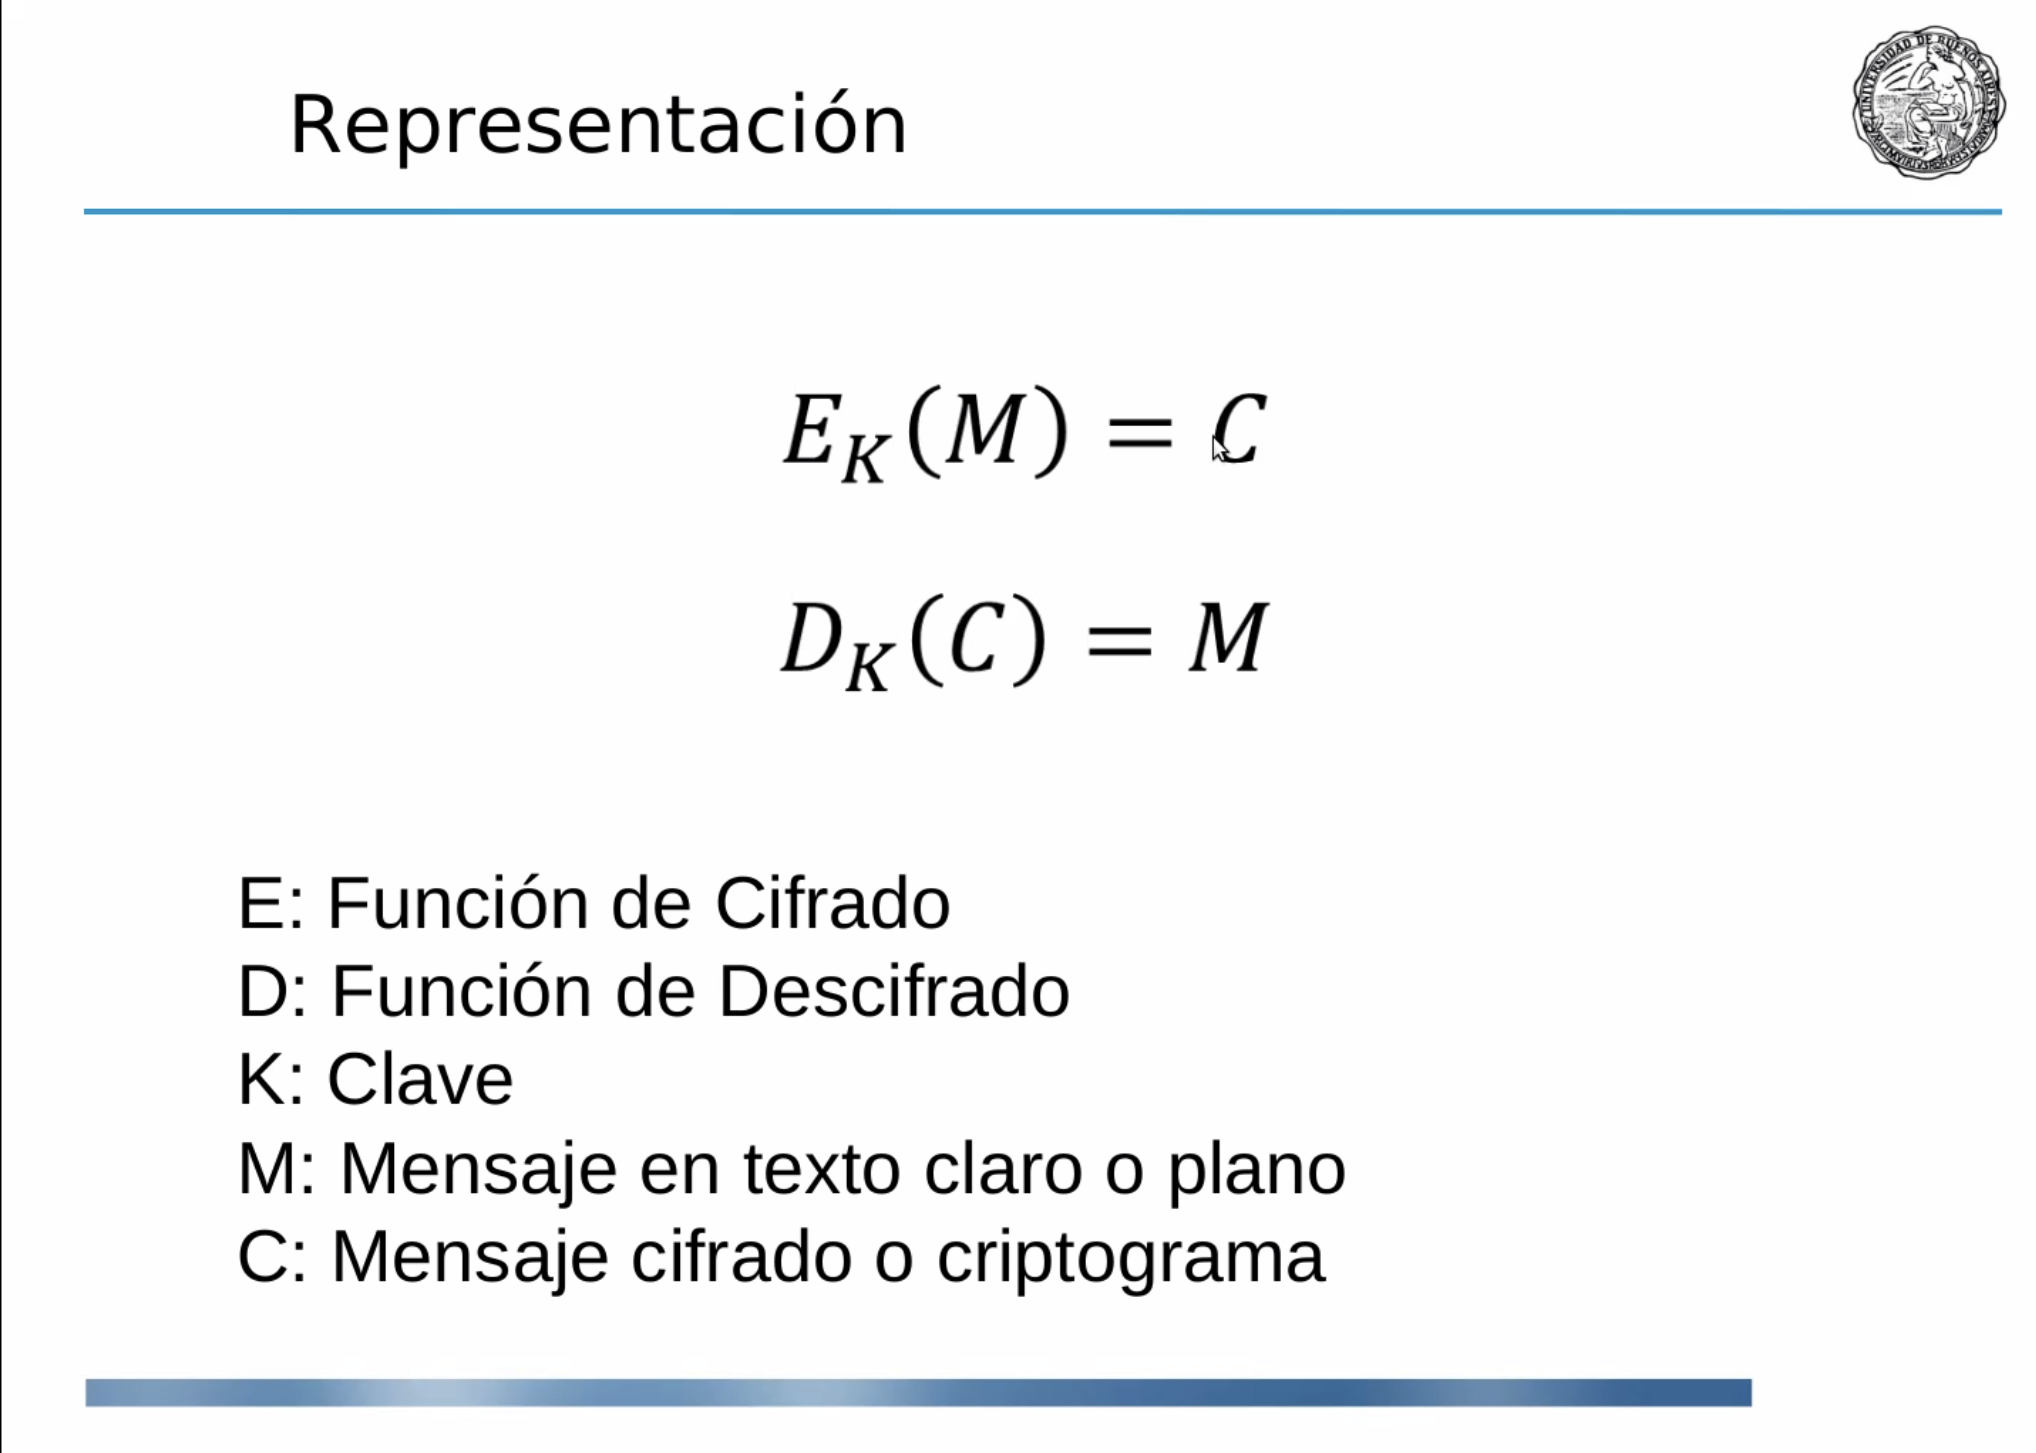 Representación
UNIVERSIDAD DE BUENOS AIRES
E_K(M) = C
D_K(C) = M
E: Función de Cifrado
D: Función de Descifrado
K: Clave
M: Mensaje en texto claro o plano
C: Mensaje cifrado o criptograma